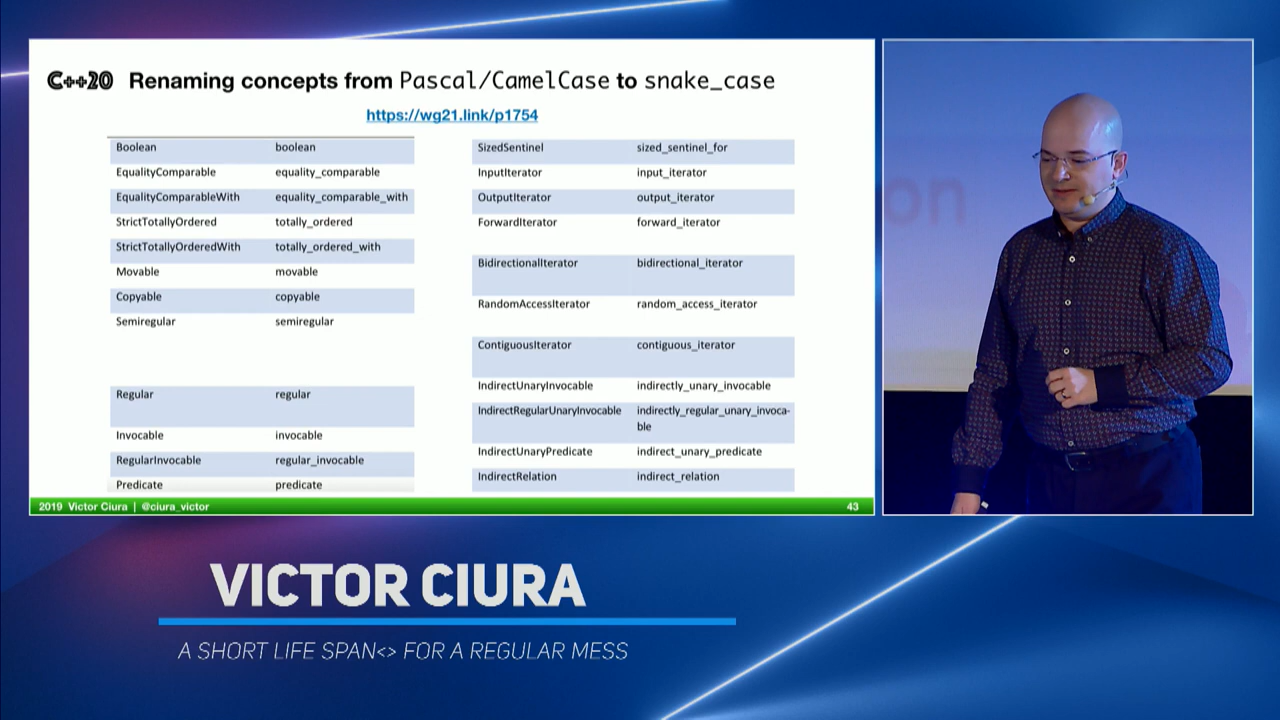 C++20 Renaming concepts from Pascal/CamelCase to snake_case
https://wg21.link/p1754
Boolean boolean
EqualityComparable equality_comparable
EqualityComparableWith equality_comparable_with
StrictTotallyOrdered totally_ordered
StrictTotallyOrderedWith totally_ordered_with
Movable movable
Copyable copyable
Semiregular semiregular
Regular regular
Invocable invocable
RegularInvocable regular_invocable
Predicate predicate
SizedSentinel sized_sentinel_for
InputIterator input_iterator
OutputIterator output_iterator
ForwardIterator forward_iterator
BidirectionalIterator bidirectional_iterator
RandomAccessIterator random_access_iterator
ContiguousIterator contiguous_iterator
IndirectUnaryInvocable indirectly_unary_invocable
IndirectRegularUnaryInvocable indirectly_regular_unary_invoca-
ble
IndirectUnaryPredicate indirect_unary_predicate
IndirectRelation indirect_relation
2019 Victor Ciura | @ciura_victor 43
on
VICTOR CIURA
A SHORT LIFE SPAN<> FOR A REGULAR MESS